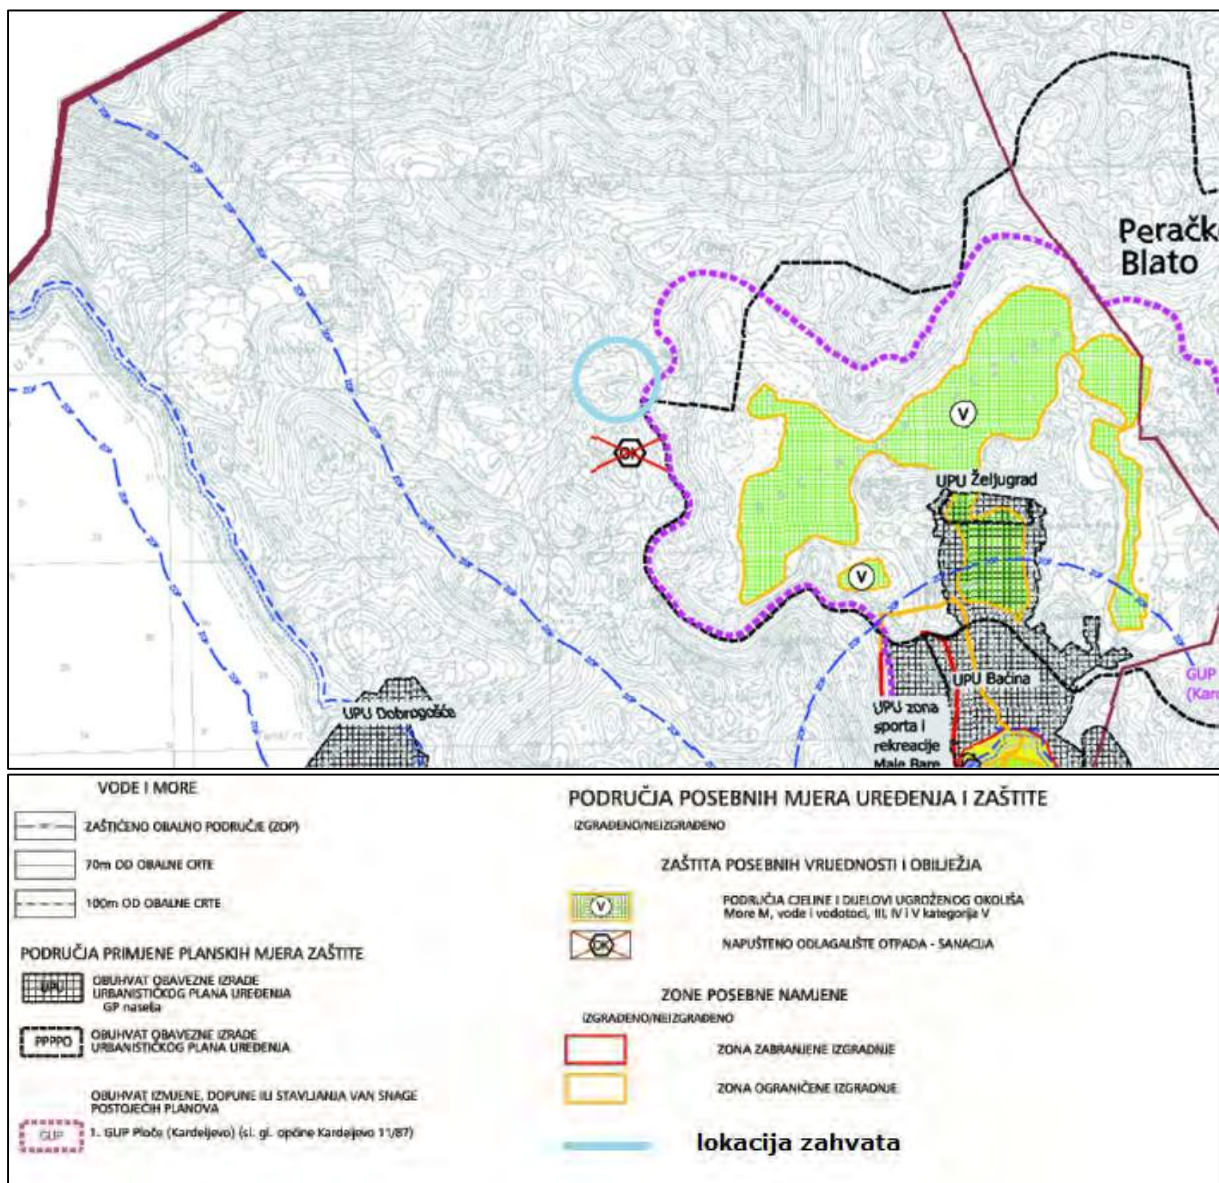 Peračko
Blato
V
OK
UPU Željugrad
V
UPU Baćina
GUP
(Kard
UPU zona
sporta i
rekreacije
Male Bare
UPU Dobrogošće
VODE I MORE
ZAŠTIĆENO OBALNO PODRUČJE (ZOP)
70m OD OBALNE CRTE
100m OD OBALNE CRTE
PODRUČJA PRIMJENE PLANSKIH MJERA ZAŠTITE
UPU
OBUHVAT OBAVEZNE IZRADE
URBANISTIČKOG PLANA UREĐENJA
GP naselja
PPPPO
OBUHVAT OBAVEZNE IZRADE
URBANISTIČKOG PLANA UREĐENJA
OBUHVAT IZMJENE, DOPUNE ILI STAVLJANJA VAN SNAGE
POSTOJEĆIH PLANOVA
GUP
1. GUP Ploče (Kardeljevo) (sl. gl. općine Kardeljevo 11/87)
PODRUČJA POSEBNIH MJERA UREĐENJA I ZAŠTITE
IZGRAĐENO/NEIZGRAĐENO
ZAŠTITA POSEBNIH VRIJEDNOSTI I OBILJEŽJA
V
PODRUČJA CJELINE I DIJELOVI UGROŽENOG OKOLIŠA
More M, vode i vodotoci, III, IV i V kategorija V
OK
NAPUŠTENO ODLAGALIŠTE OTPADA - SANACIJA
ZONE POSEBNE NAMJENE
IZGRAĐENO/NEIZGRAĐENO
ZONA ZABRANJENE IZGRADNJE
ZONA OGRANIČENE IZGRADNJE
lokacija zahvata